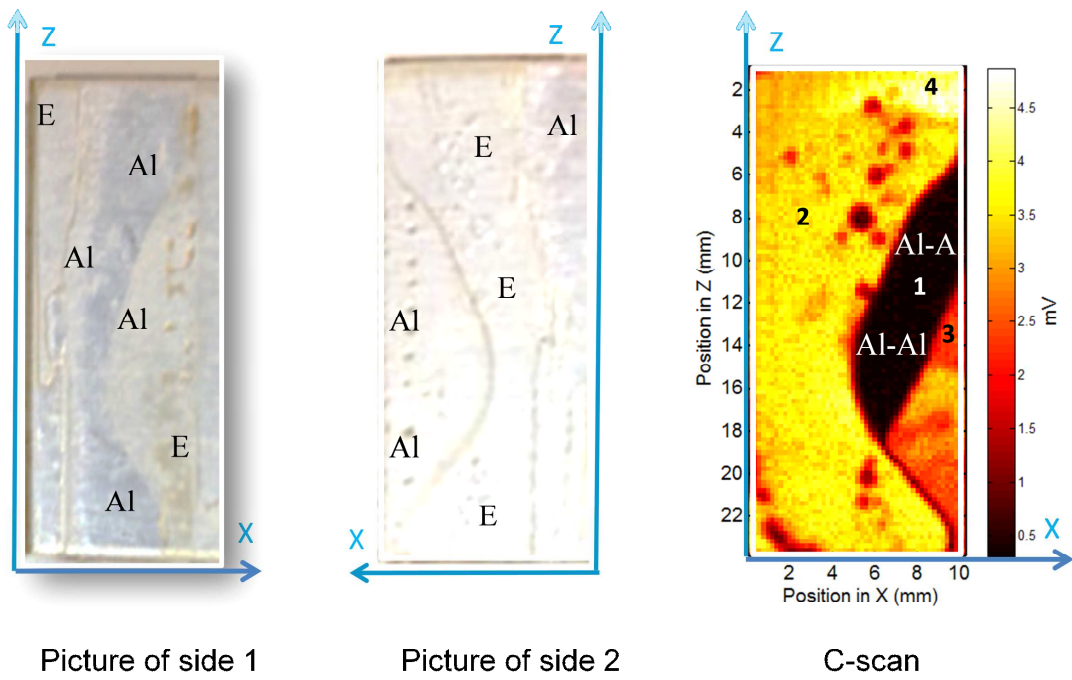 Z
E
Al
Al
Al
E
Al
X
Picture of side 1
Z
Al
E
E
Al
Al
E
X
Picture of side 2
Z
4
2
Al-A
1
3
Al-Al
2
4
6
8
10
12
14
16
18
20
22
Position in Z (mm)
2 4 6 8 10
Position in X (mm)
X
4.5
4
3.5
3
2.5
2
1.5
1
0.5
mV
C-scan